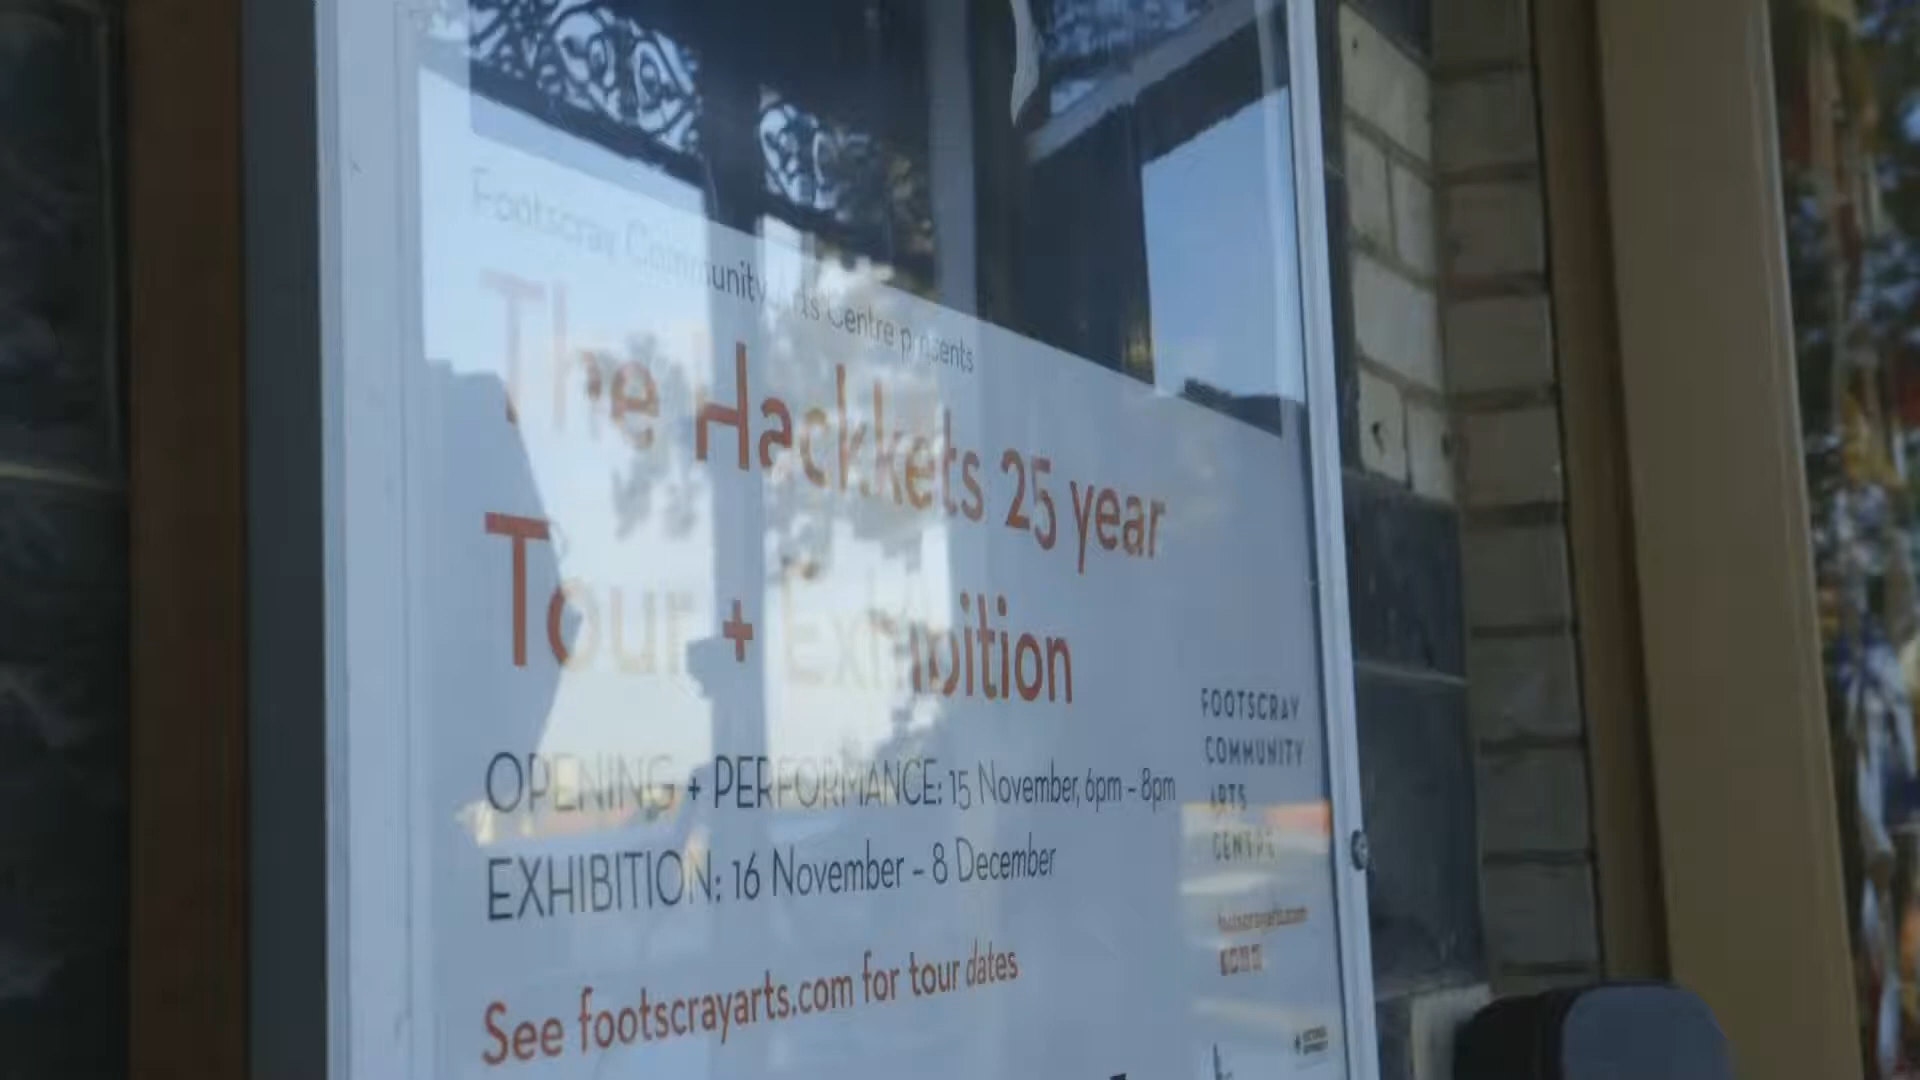 Footscray Community Arts Centre presents
The Hackkets 25 year
Tour + Exhibition
OPENING + PERFORMANCE: 15 November, 6pm - 8pm
EXHIBITION: 16 November - 8 December
See footscrayarts.com for tour dates
FOOTSCRAY
COMMUNITY
ARTS
CENTRE
footscrayarts.com